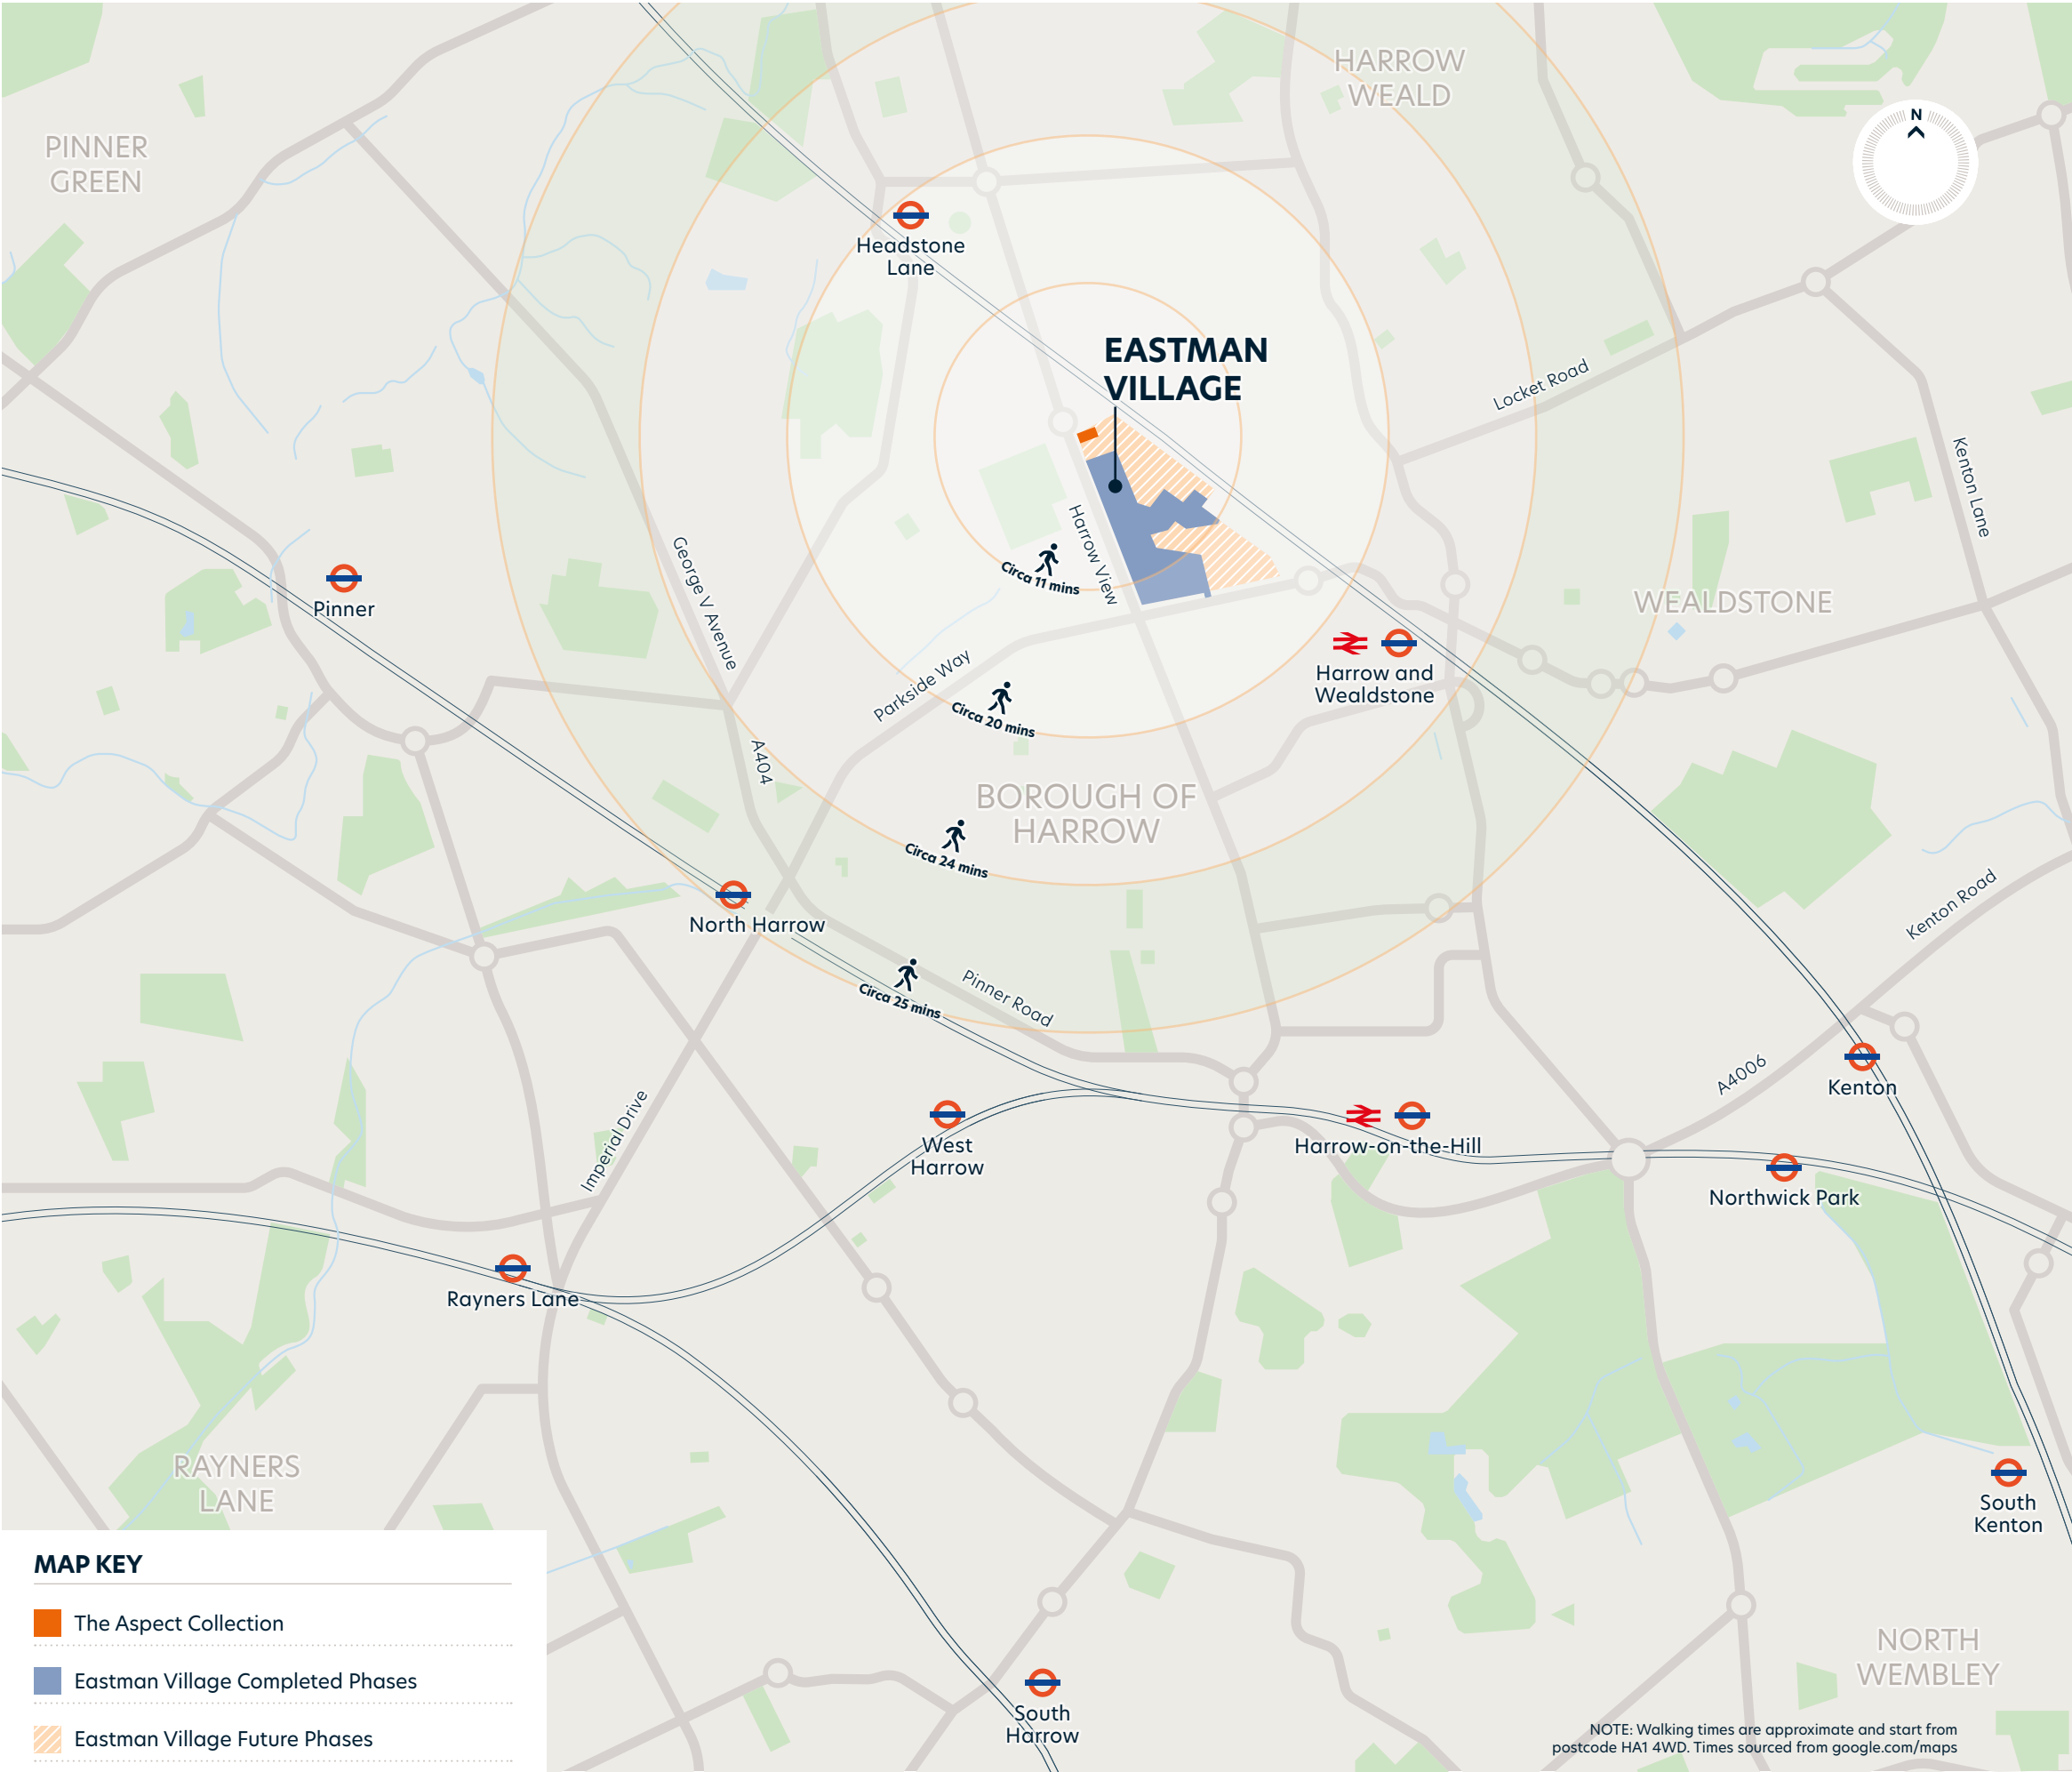 HARROW
WEALD
PINNER
GREEN
N
Headstone
Lane
EASTMAN
VILLAGE
Locket Road
Kenton Lane
Harrow View
George V Avenue
Circa 11 mins
Pinner
WEALDSTONE
Harrow and
Wealdstone
Parkside Way
Circa 20 mins
A404
BOROUGH OF
HARROW
Circa 24 mins
North Harrow
Kenton Road
Pinner Road
Circa 25 mins
A4006
Kenton
Imperial Drive
West
Harrow
Harrow-on-the-Hill
Northwick Park
Rayners Lane
RAYNERS
LANE
South
Kenton
MAP KEY
The Aspect Collection
Eastman Village Completed Phases
Eastman Village Future Phases
South
Harrow
NORTH
WEMBLEY
NOTE: Walking times are approximate and start from
postcode HA1 4WD. Times sourced from google.com/maps